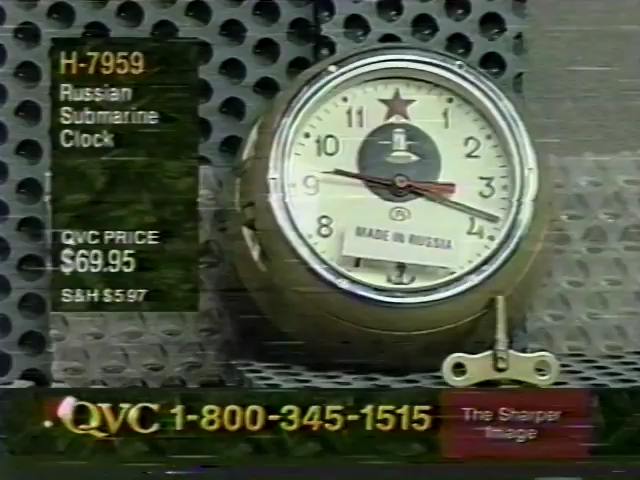 H-7959
Russian
Submarine
Clock
QVC PRICE
$69.95
S&H $5.97
11
1
10
2
9
3
8
4
R
MADE IN RUSSIA
QVC 1-800-345-1515
The Sharper
Image